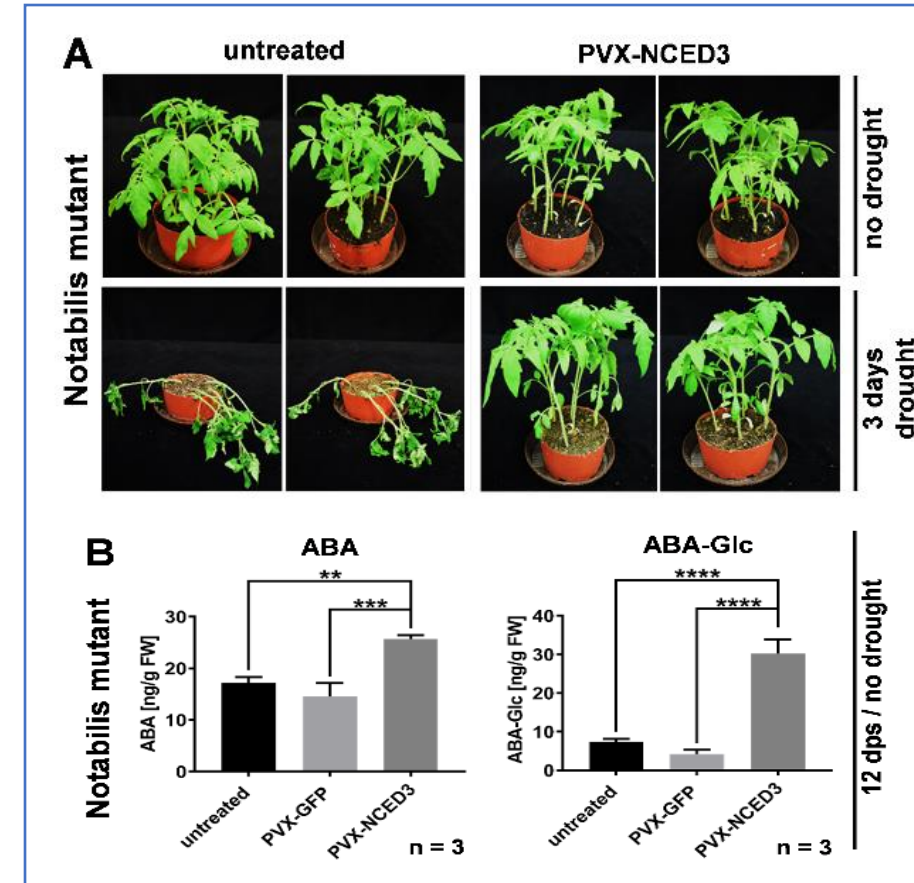 A
untreated
PVX-NCED3
Notabilis mutant
no drought
3 days
drought
B
Notabilis mutant
ABA
**
***
30
20
10
0
ABA [ng/g FW]
untreated
PVX-GFP
PVX-NCED3
n = 3
ABA-Glc
****
****
40
30
20
10
0
ABA-Glc [ng/g FW]
untreated
PVX-GFP
PVX-NCED3
n = 3
12 dps / no drought